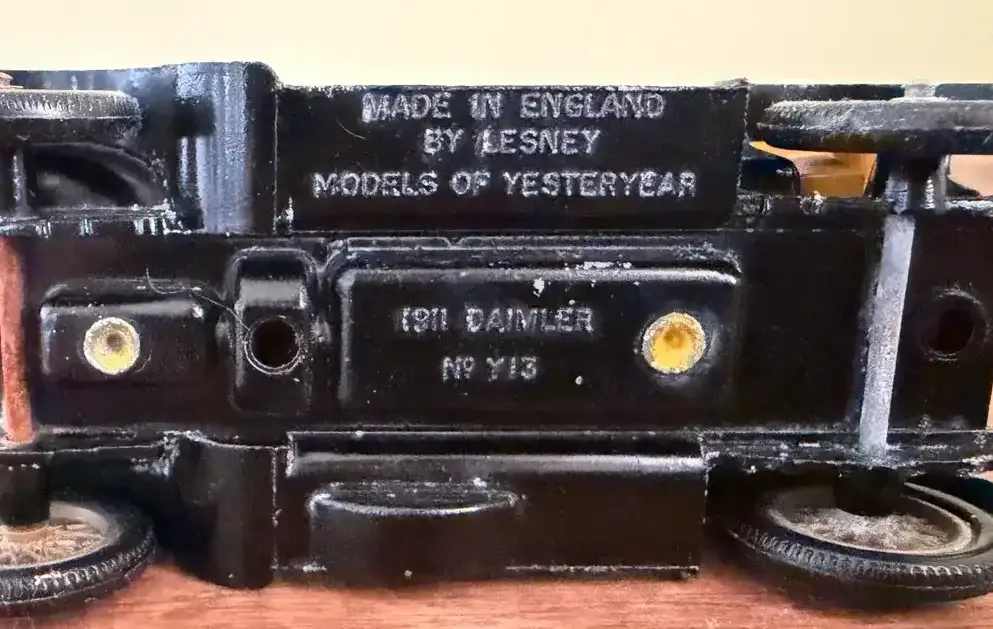 MADE IN ENGLAND
BY LESNEY
MODELS OF YESTERYEAR
1911 DAIMLER
Nº Y13